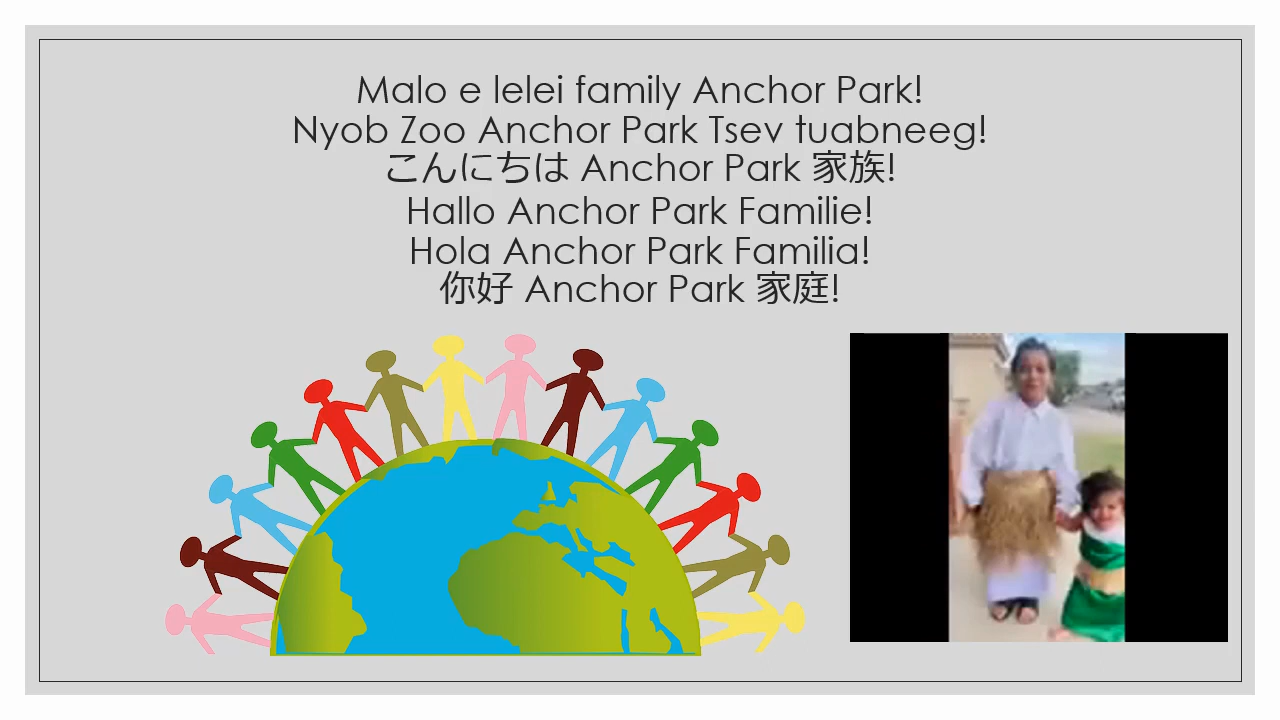 Malo e lelei family Anchor Park!
Nyob Zoo Anchor Park Tsev tuabneeg!
こんにちは Anchor Park 家族!
Hallo Anchor Park Familie!
Hola Anchor Park Familia!
你好 Anchor Park 家庭!